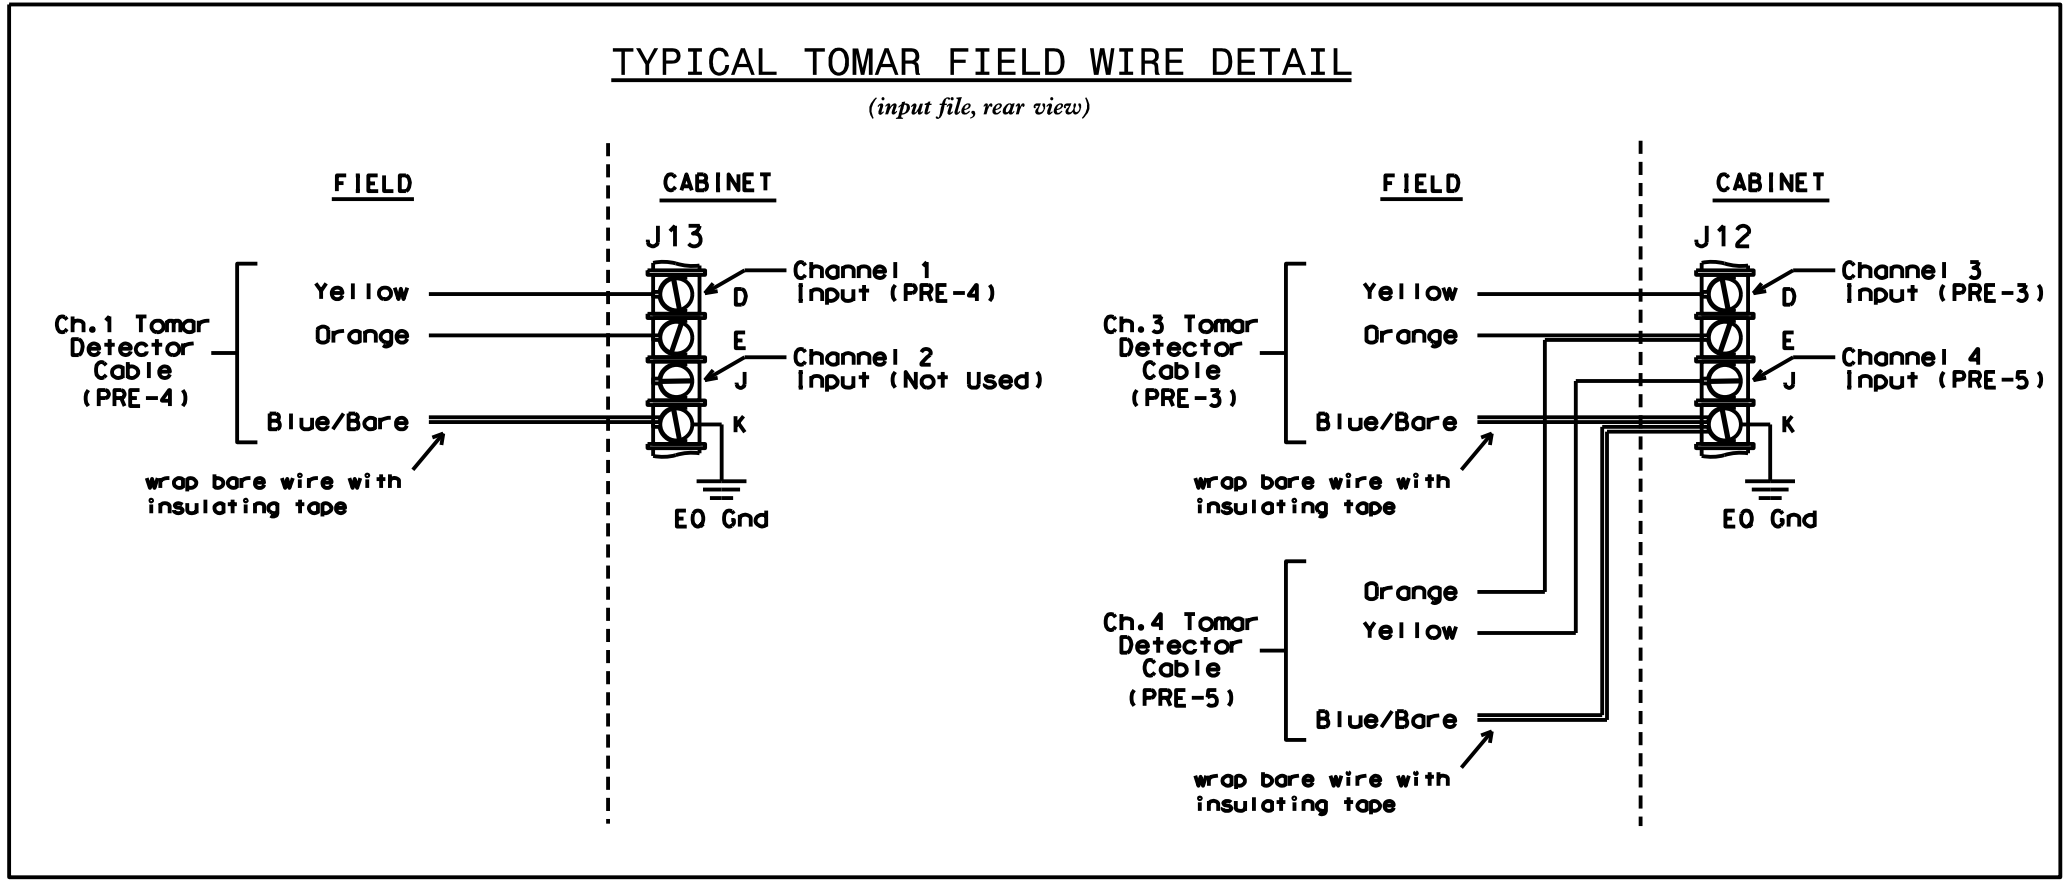 TYPICAL TOMAR FIELD WIRE DETAIL
(input file, rear view)
FIELD
CABINET
J13
Yellow
Orange
Blue/Bare
Ch.1 Tomar
Detector
Cable
(PRE-4)
wrap bare wire with
insulating tape
D
E
J
K
Channel 1
Input (PRE-4)
Channel 2
Input (Not Used)
EO Gnd
FIELD
CABINET
J12
Yellow
Orange
Blue/Bare
Ch.3 Tomar
Detector
Cable
(PRE-3)
wrap bare wire with
insulating tape
D
E
J
K
Channel 3
Input (PRE-3)
Channel 4
Input (PRE-5)
EO Gnd
Orange
Yellow
Blue/Bare
Ch.4 Tomar
Detector
Cable
(PRE-5)
wrap bare wire with
insulating tape